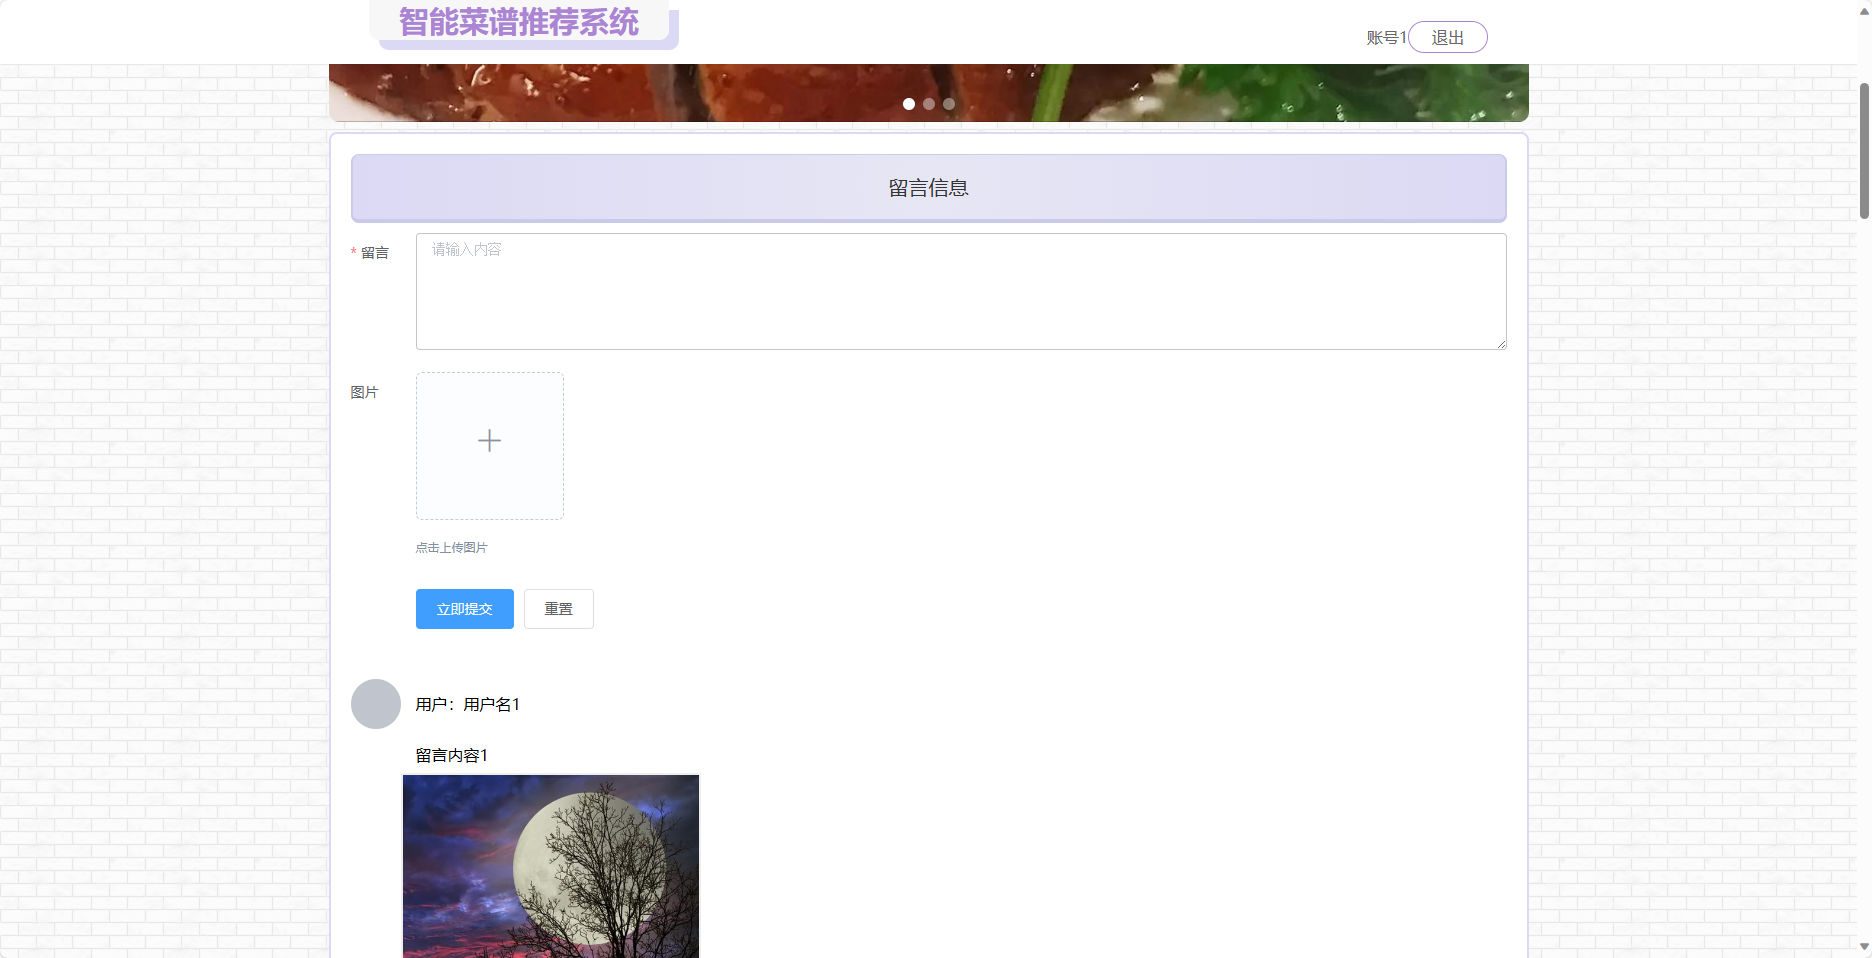 智能菜谱推荐系统
账号1
退出
留言信息
* 留言
请输入内容
图片
点击上传图片
立即提交
重置
用户：用户名1
留言内容1